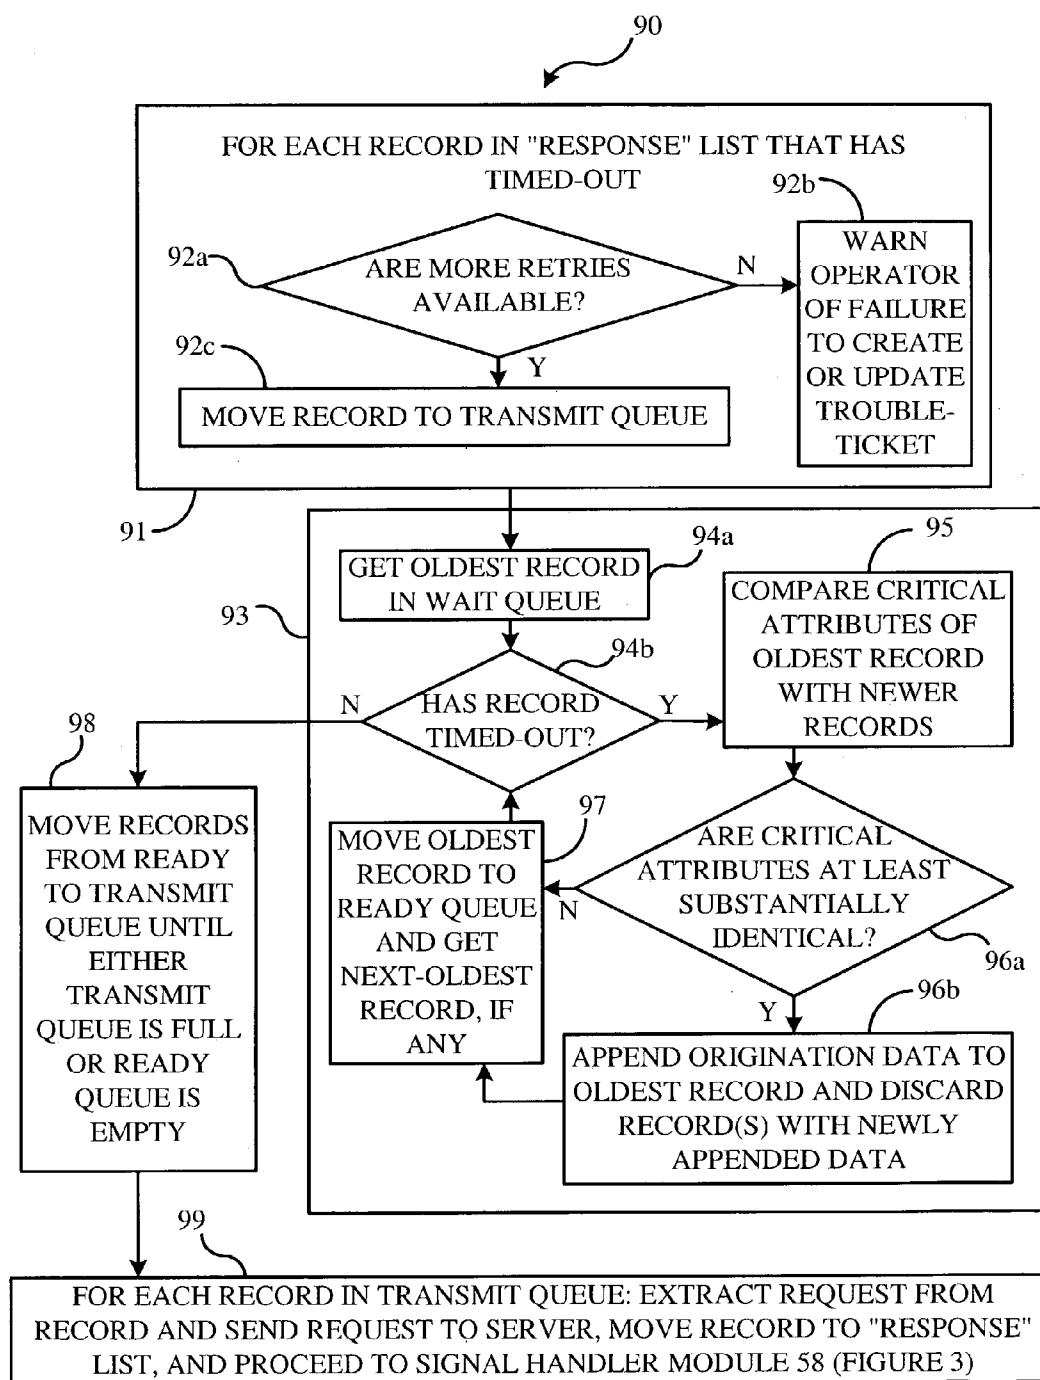 90
FOR EACH RECORD IN "RESPONSE" LIST THAT HAS
TIMED-OUT
92b
92a
ARE MORE RETRIES
AVAILABLE?
N
WARN
OPERATOR
OF FAILURE
TO CREATE
OR UPDATE
TROUBLE-
TICKET
92c
Y
MOVE RECORD TO TRANSMIT QUEUE
91
94a
GET OLDEST RECORD
IN WAIT QUEUE
95
COMPARE CRITICAL
ATTRIBUTES OF
OLDEST RECORD
WITH NEWER
RECORDS
93
94b
N
HAS RECORD
TIMED-OUT?
Y
98
MOVE RECORDS
FROM READY
TO TRANSMIT
QUEUE UNTIL
EITHER
TRANSMIT
QUEUE IS FULL
OR READY
QUEUE IS
EMPTY
97
MOVE OLDEST
RECORD TO
READY QUEUE
AND GET
NEXT-OLDEST
RECORD, IF
ANY
ARE CRITICAL
ATTRIBUTES AT LEAST
SUBSTANTIALLY
IDENTICAL?
N
96a
Y
96b
APPEND ORIGINATION DATA TO
OLDEST RECORD AND DISCARD
RECORD(S) WITH NEWLY
APPENDED DATA
99
FOR EACH RECORD IN TRANSMIT QUEUE: EXTRACT REQUEST FROM
RECORD AND SEND REQUEST TO SERVER, MOVE RECORD TO "RESPONSE"
LIST, AND PROCEED TO SIGNAL HANDLER MODULE 58 (FIGURE 3)